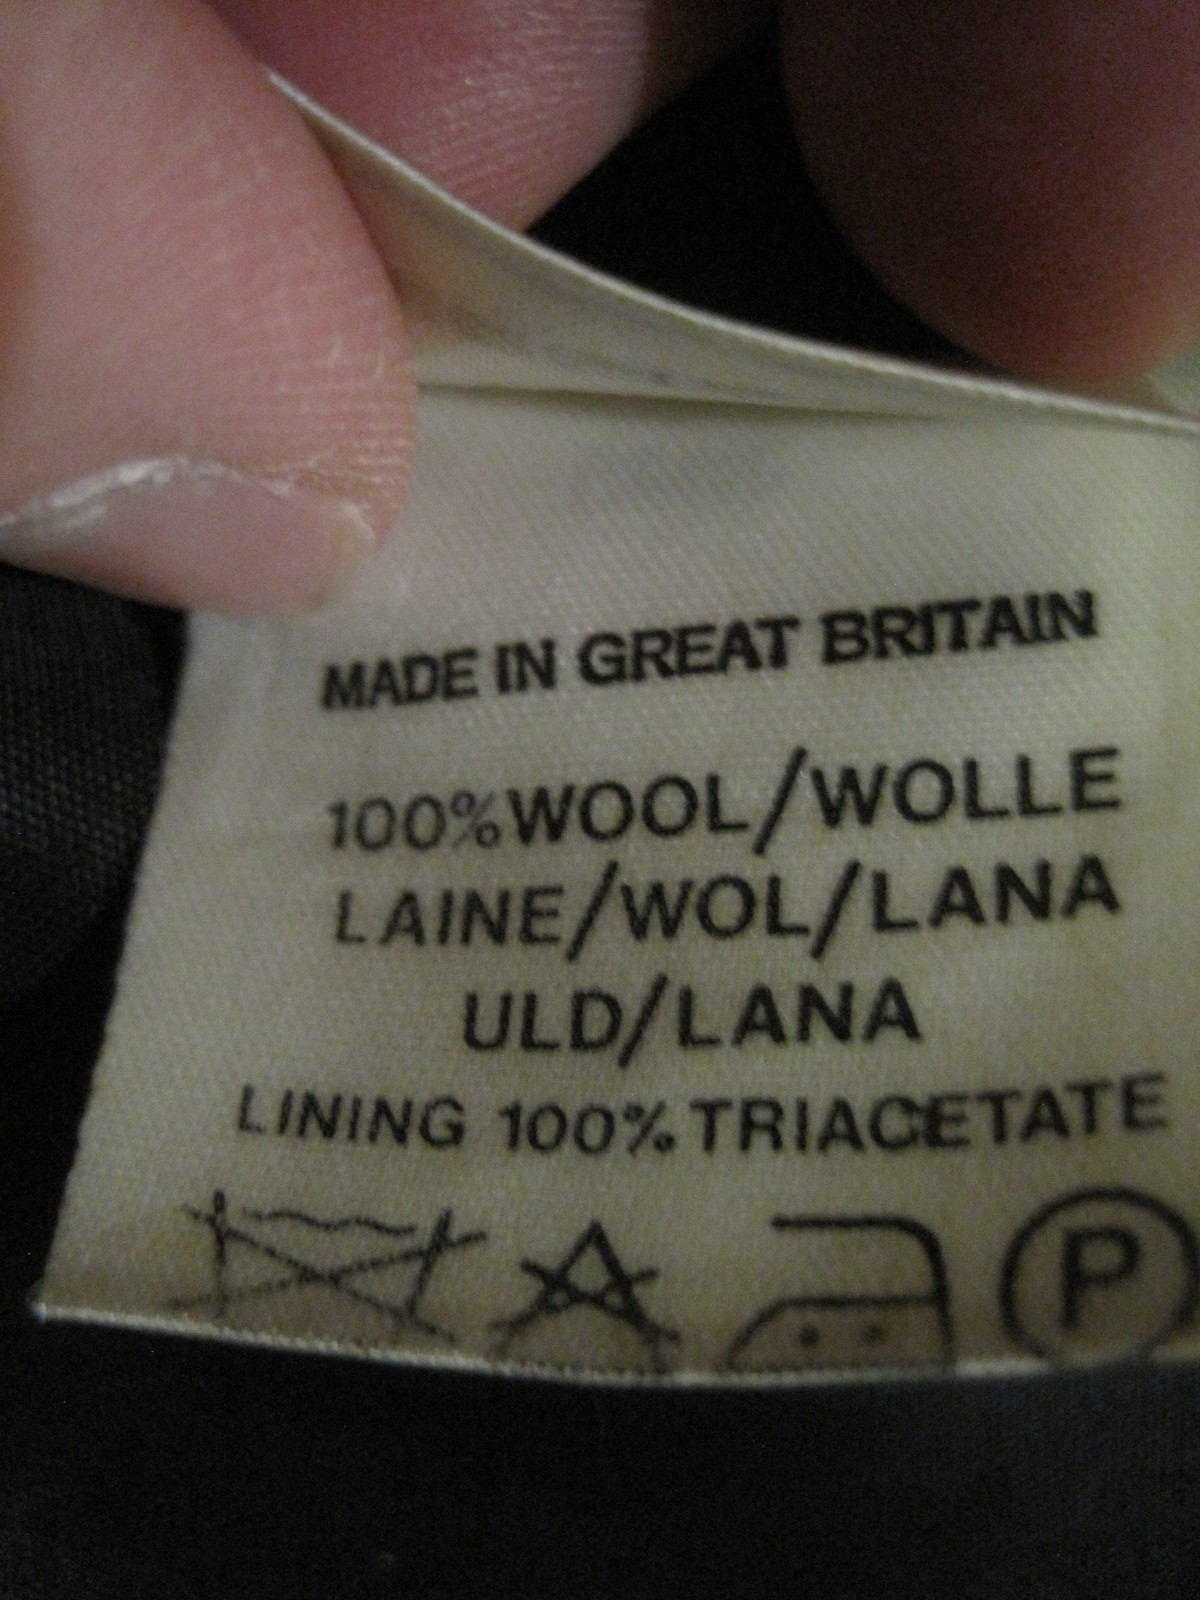 MADE IN GREAT BRITAIN
100% WOOL/WOLLE
LAINE/WOL/LANA
ULD/LANA
LINING 100% TRIACETATE
P